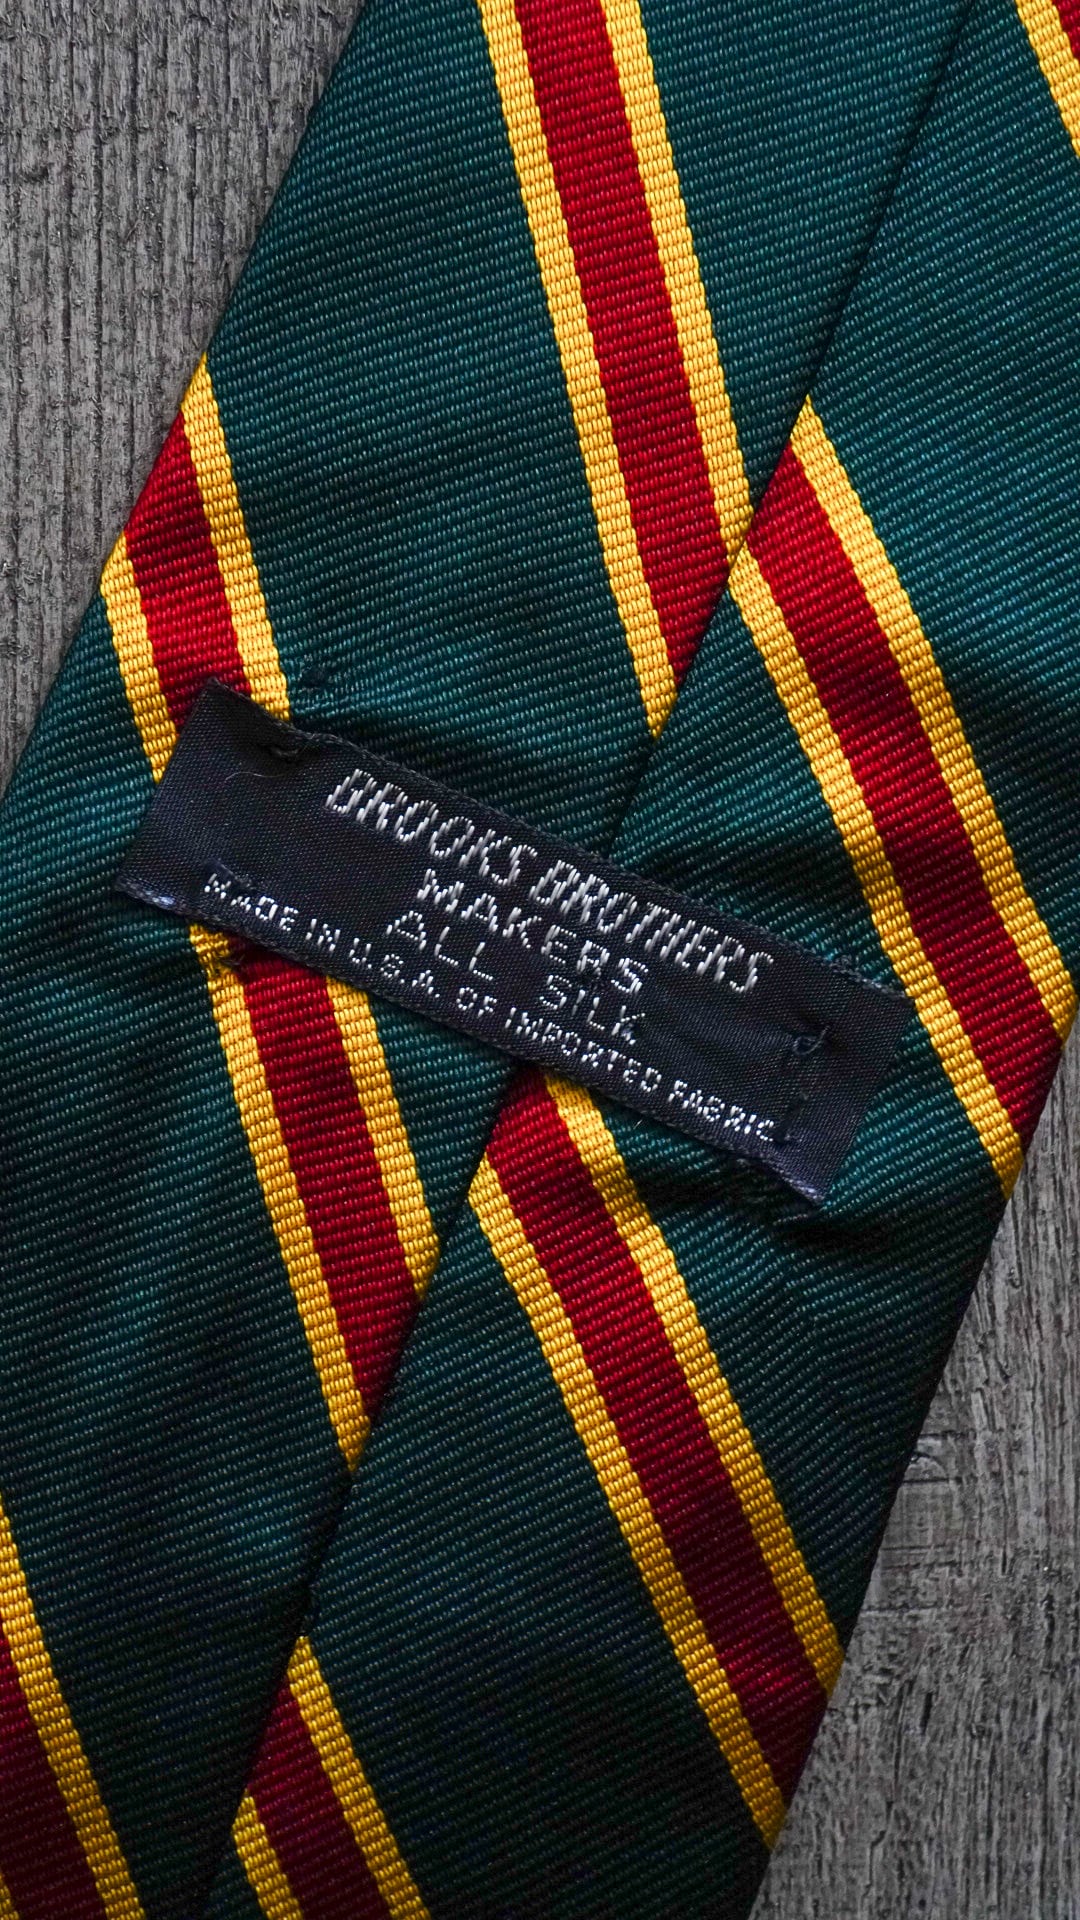 BROOKS BROTHERS
MAKERS
ALL SILK
MADE IN U.S.A. OF IMPORTED FABRIC